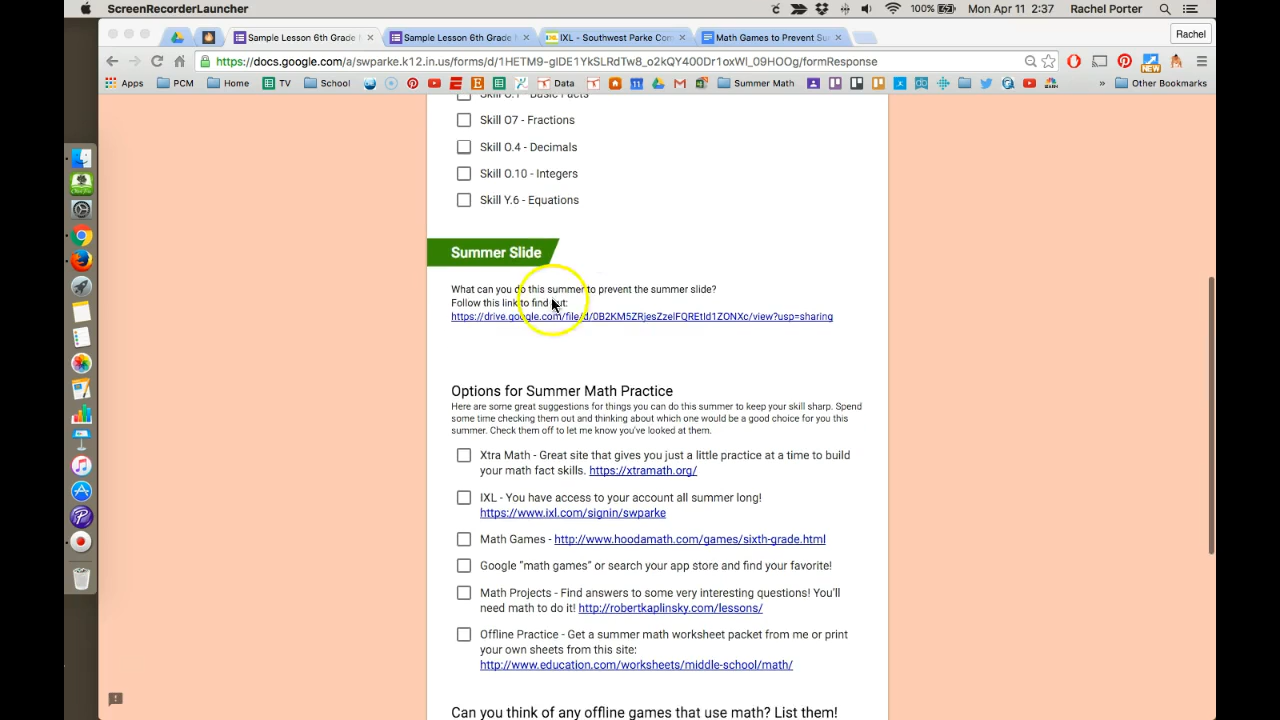 ScreenRecorderLauncher
100%
Mon Apr 11 2:37
Rachel Porter
Sample Lesson 6th Grade
Sample Lesson 6th Grade
IXL - Southwest Parke Com
Math Games to Prevent Su
Rachel
https://docs.google.com/a/swparke.k12.in.us/forms/d/1HETM9-gIDE1YkSLRdTw8_o2kQY400Dr1oxWl_09HOOg/formResponse
Apps
PCM
Home
TV
School
Data
Summer Math
Other Bookmarks
Basic Facts
Skill O7 - Fractions
Skill O.4 - Decimals
Skill O.10 - Integers
Skill Y.6 - Equations
Summer Slide
What can you do this summer to prevent the summer slide?
Follow this link to find out:
https://drive.google.com/file/d/0B2KM5ZRjesZzelFQREtId1ZONXc/view?usp=sharing
Options for Summer Math Practice
Here are some great suggestions for things you can do this summer to keep your skill sharp. Spend
some time checking them out and thinking about which one would be a good choice for you this
summer. Check them off to let me know you've looked at them.
Xtra Math - Great site that gives you just a little practice at a time to build
your math fact skills. https://xtramath.org/
IXL - You have access to your account all summer long!
https://www.ixl.com/signin/swparke
Math Games - http://www.hoodamath.com/games/sixth-grade.html
Google "math games" or search your app store and find your favorite!
Math Projects - Find answers to some very interesting questions! You'll
need math to do it! http://robertkaplinsky.com/lessons/
Offline Practice - Get a summer math worksheet packet from me or print
your own sheets from this site:
http://www.education.com/worksheets/middle-school/math/
Can you think of any offline games that use math? List them!